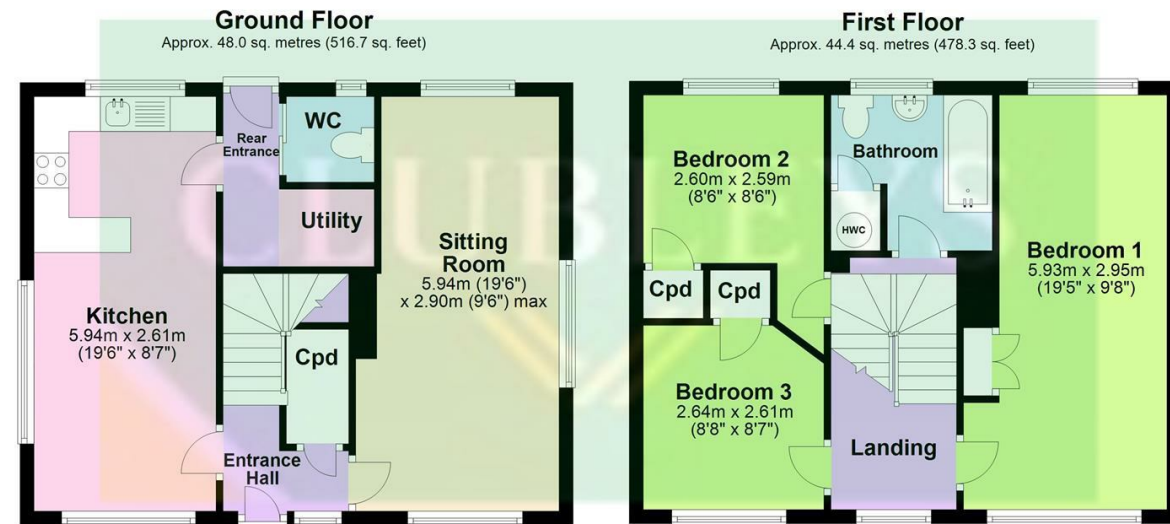 Ground Floor
Approx. 48.0 sq. metres (516.7 sq. feet)
WC
Rear
Entrance
Utility
Sitting
Room
5.94m (19'6")
x 2.90m (9'6") max
Kitchen
5.94m x 2.61m
(19'6" x 8'7")
Cpd
Entrance
Hall
First Floor
Approx. 44.4 sq. metres (478.3 sq. feet)
Bedroom 2
2.60m x 2.59m
(8'6" x 8'6")
Bathroom
HWC
Bedroom 1
5.93m x 2.95m
(19'5" x 9'8")
Cpd
Cpd
Bedroom 3
2.64m x 2.61m
(8'8" x 8'7")
Landing
CLUBLEYS